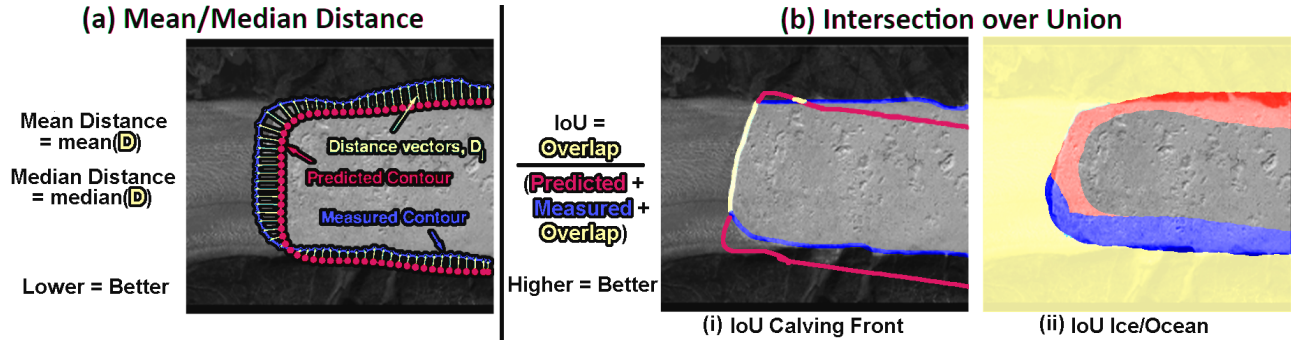 (a) Mean/Median Distance
Mean Distance
= mean(D)
Median Distance
= median(D)
Lower = Better
Distance vectors, D_i
Predicted Contour
Measured Contour
(b) Intersection over Union
IoU =
Overlap
(Predicted +
Measured +
Overlap)
Higher = Better
(i) IoU Calving Front
(ii) IoU Ice/Ocean